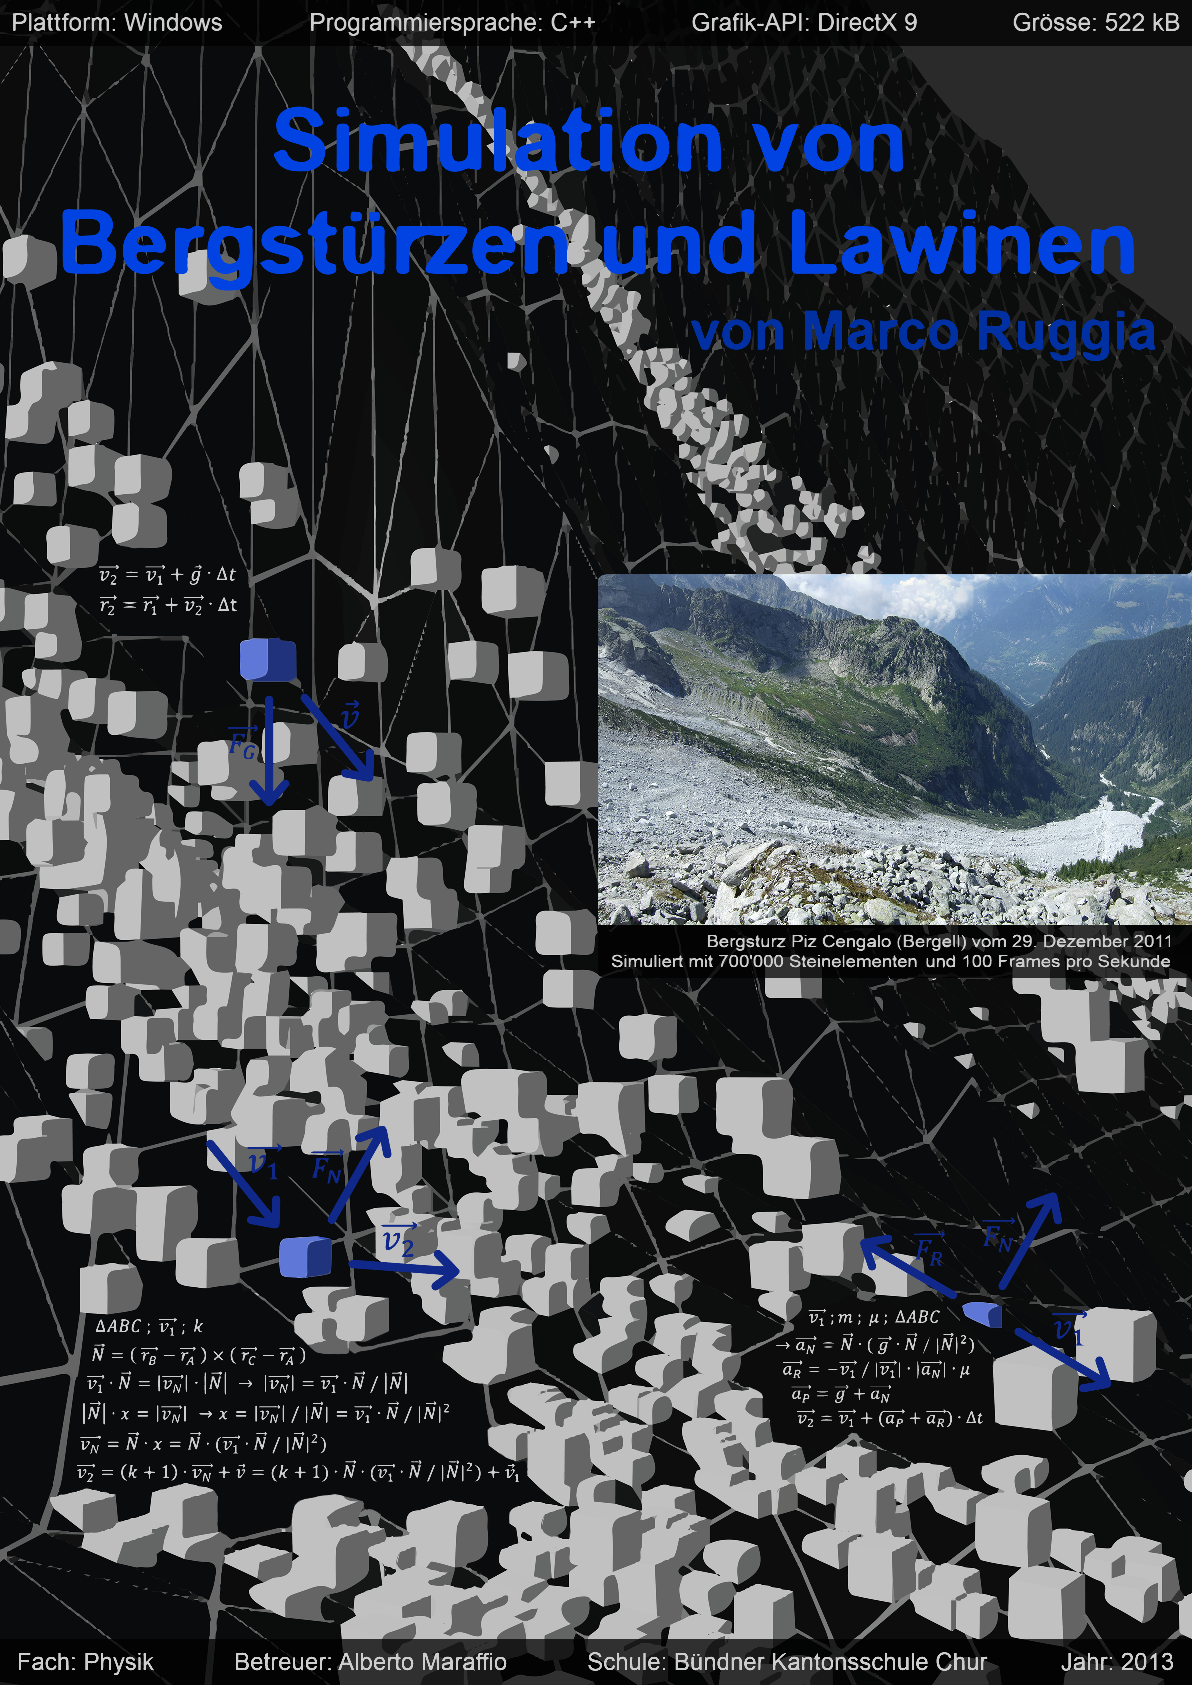 Plattform: Windows Programmiersprache: C++ Grafik-API: DirectX 9 Grösse: 522 kB
Simulation von
Bergstürzen und Lawinen
von Marco Ruggia
v₂⃗ = v₁⃗ + g⃗ · Δt
r₂⃗ = r₁⃗ + v₂⃗ · Δt
F_G⃗ v⃗
Bergsturz Piz Cengalo (Bergell) vom 29. Dezember 2011
Simuliert mit 700'000 Steinelementen und 100 Frames pro Sekunde
v₁⃗ F_N⃗
v₂⃗
ΔABC ; v₁⃗ ; k
N⃗ = ( r_B⃗ − r_A⃗ ) × ( r_C⃗ − r_A⃗ )
v₁⃗ · N⃗ = |v_N⃗| · |N⃗| → |v_N⃗| = v₁⃗ · N⃗ / |N⃗|
|N⃗| · x = |v_N⃗| → x = |v_N⃗| / |N⃗| = v₁⃗ · N⃗ / |N⃗|²
v_N⃗ = N⃗ · x = N⃗ · (v₁⃗ · N⃗ / |N⃗|²)
v₂⃗ = (k + 1) · v_N⃗ + v⃗ = (k + 1) · N⃗ · (v₁⃗ · N⃗ / |N⃗|²) + v⃗₁
F_R⃗ F_N⃗
v₁⃗
v₁⃗ ; m ; μ ; ΔABC
→ a_N⃗ = N⃗ · ( g⃗ · N⃗ / |N⃗|²)
a_R⃗ = −v₁⃗ / |v₁⃗| · |a_N⃗| · μ
a_P⃗ = g⃗ + a_N⃗
v₂⃗ = v₁⃗ + (a_P⃗ + a_R⃗) · Δt
Fach: Physik Betreuer: Alberto Maraffio Schule: Bündner Kantonsschule Chur Jahr: 2013